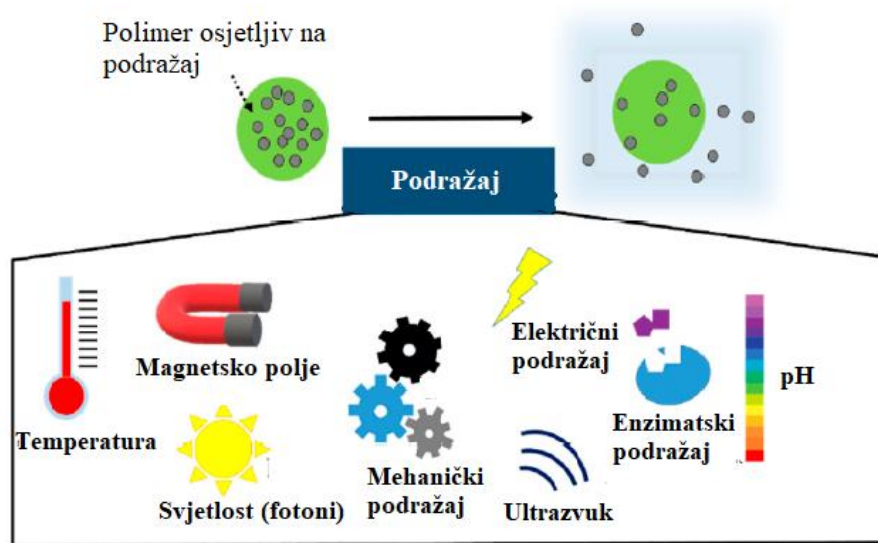 Polimer osjetljiv na
podražaj
Podražaj
Temperatura
Magnetsko polje
Svjetlost (fotoni)
Mehanički
podražaj
Električni
podražaj
Ultrazvuk
Enzimatski
podražaj
pH